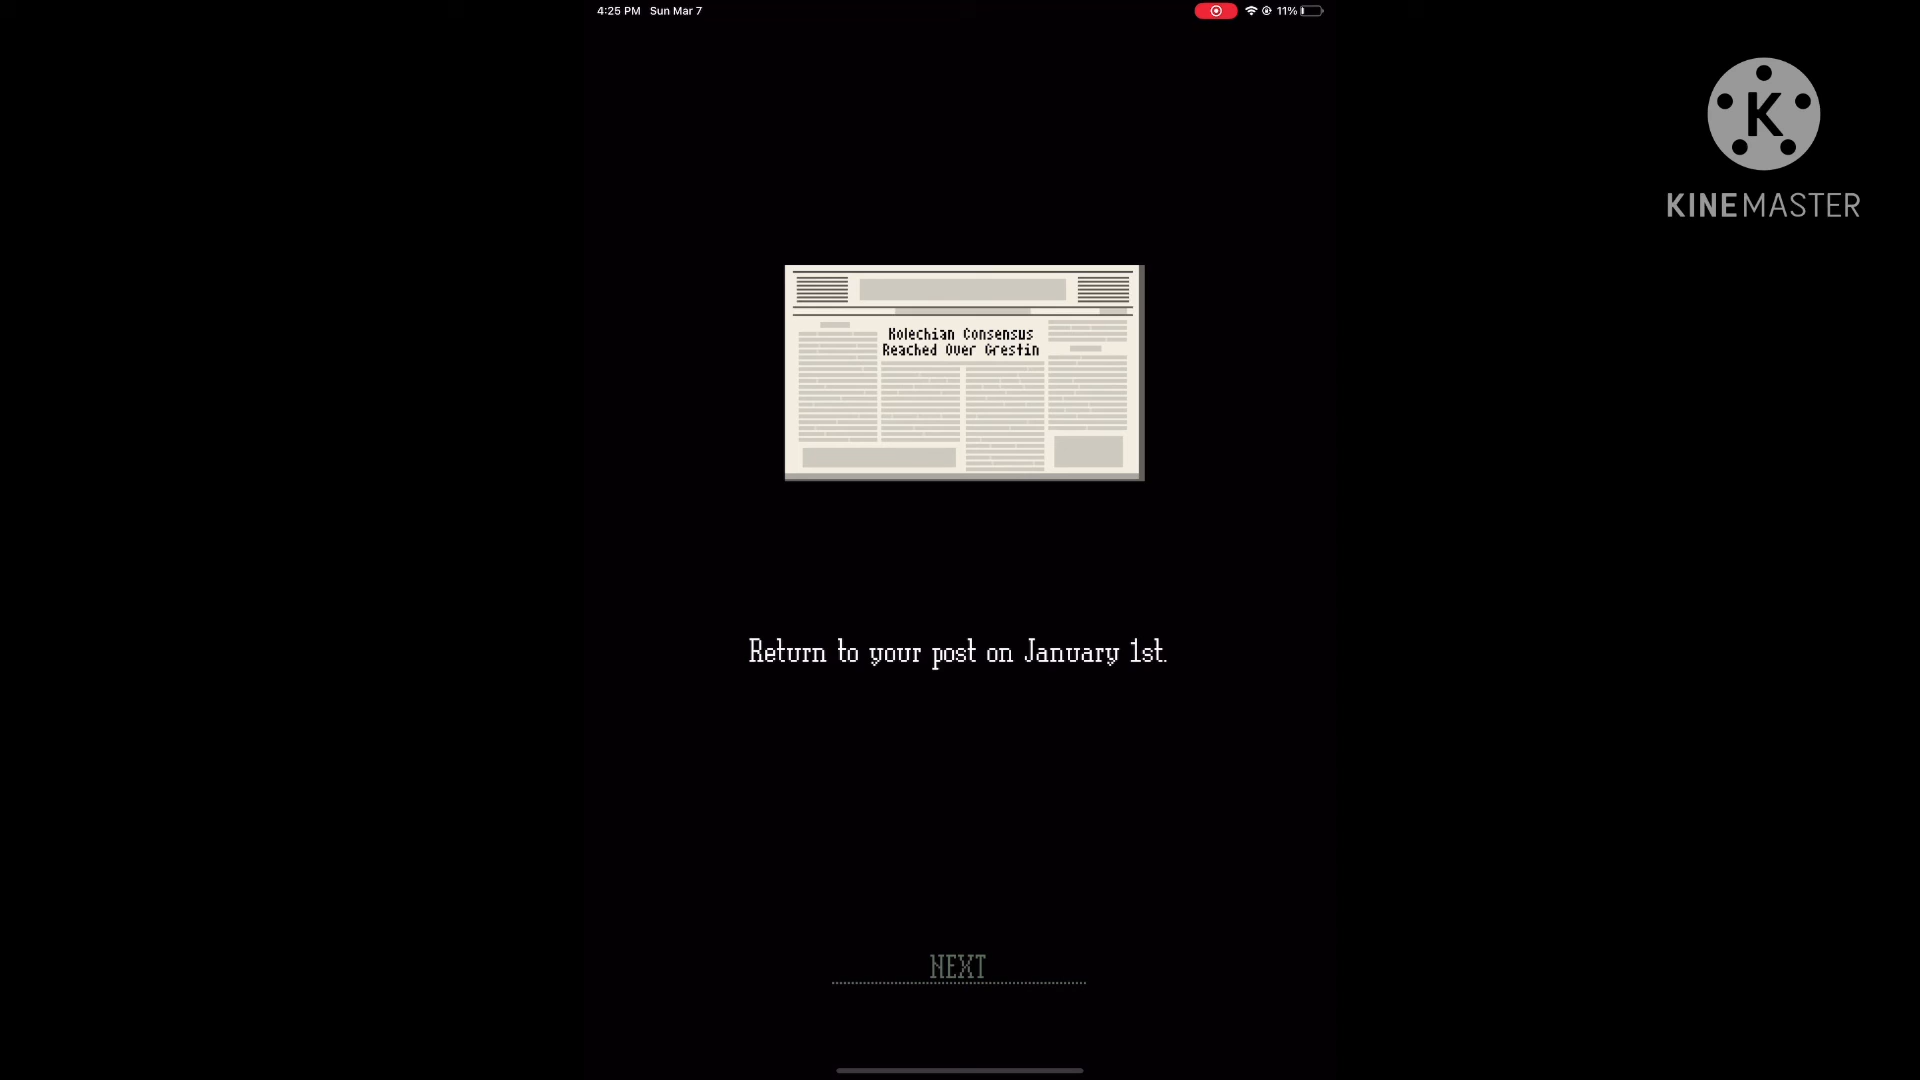 4:25 PM Sun Mar 7
11%
K
KINEMASTER
Kolechian Consensus
Reached Over Grestin
Return to your post on January 1st.
NEXT